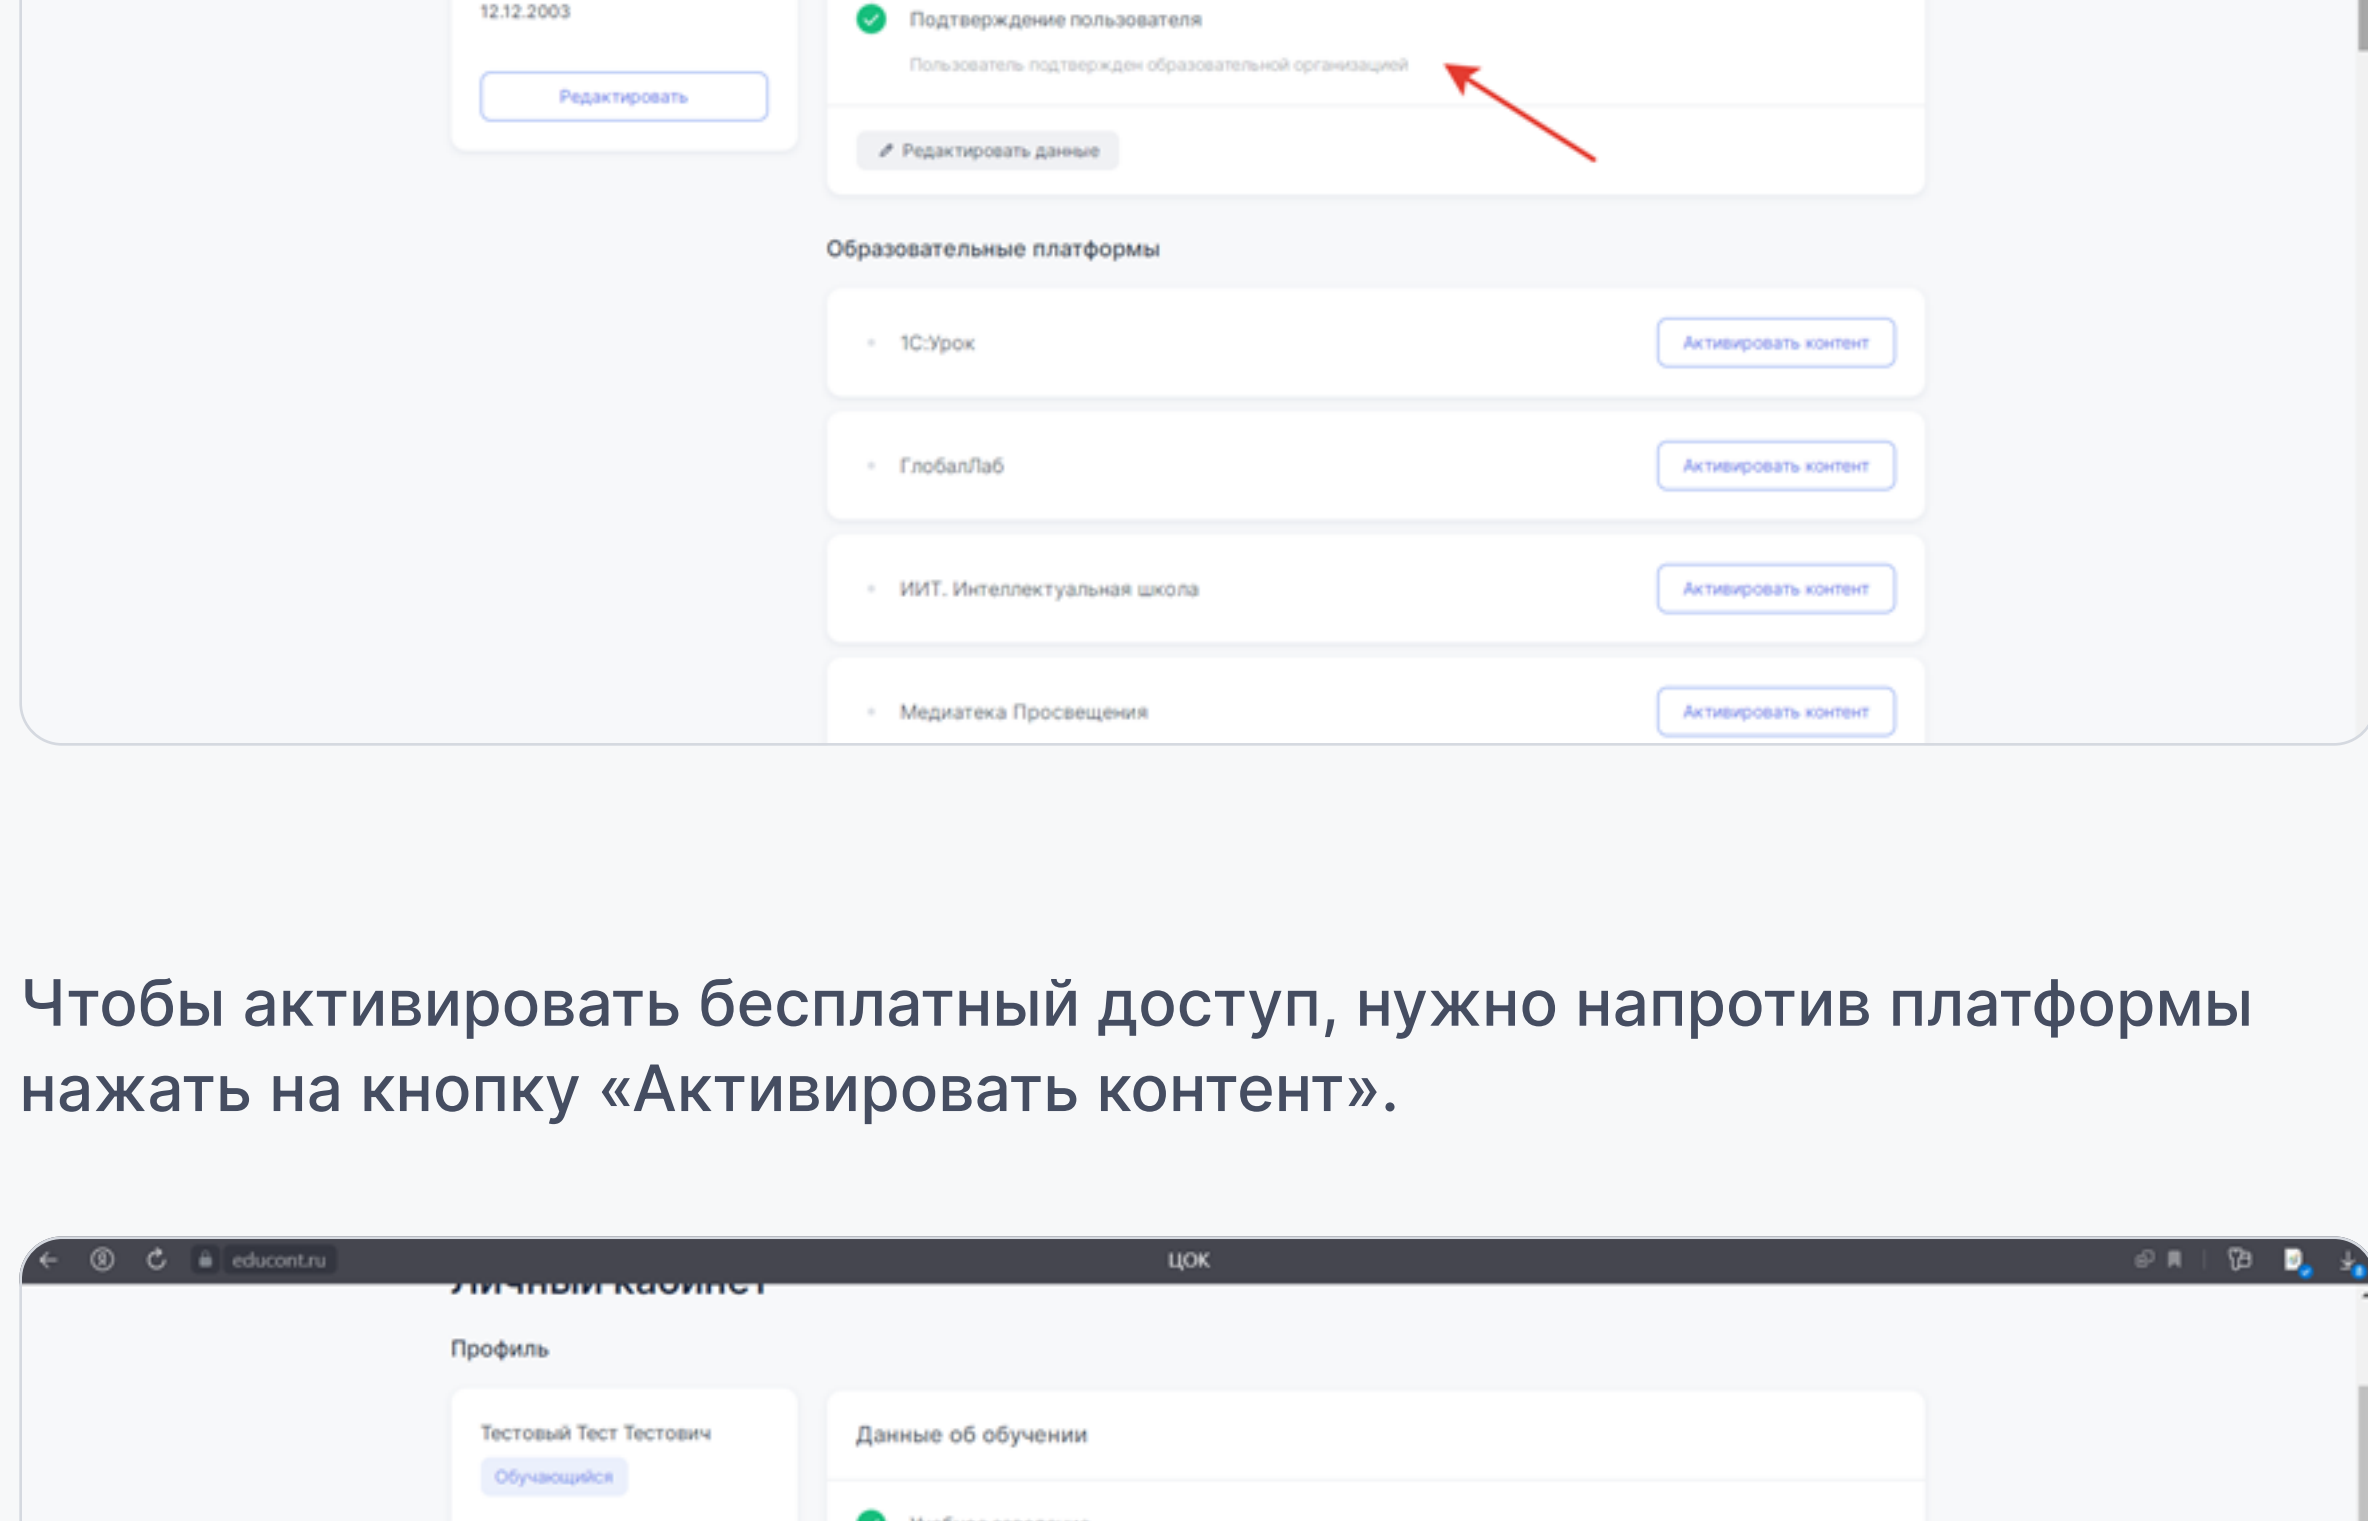 12.12.2003
Подтверждение пользователя
Пользователь подтвержден образовательной организацией
Редактировать
Редактировать данные
Образовательные платформы
1С:Урок
Активировать контент
ГлобалЛаб
Активировать контент
ИИТ. Интеллектуальная школа
Активировать контент
Медиатека Просвещения
Активировать контент
Чтобы активировать бесплатный доступ, нужно напротив платформы
нажать на кнопку «Активировать контент».
educont.ru
ЦОК
Личный кабинет
Профиль
Тестовый Тест Тестович
Данные об обучении
Обучающийся